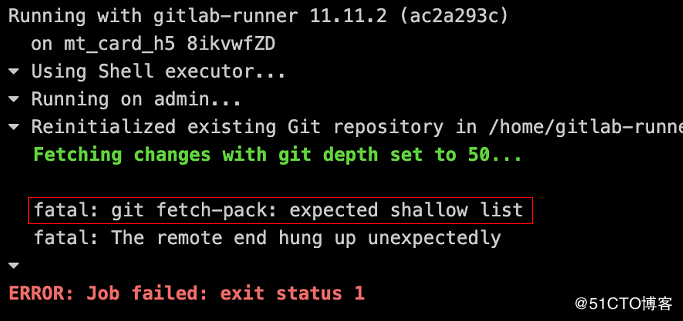 Running with gitlab-runner 11.11.2 (ac2a293c)
on mt_card_h5 8ikvwfZD
Using Shell executor...
Running on admin...
Reinitialized existing Git repository in /home/gitlab-runne
Fetching changes with git depth set to 50...
fatal: git fetch-pack: expected shallow list
fatal: The remote end hung up unexpectedly
ERROR: Job failed: exit status 1
@51CTO博客